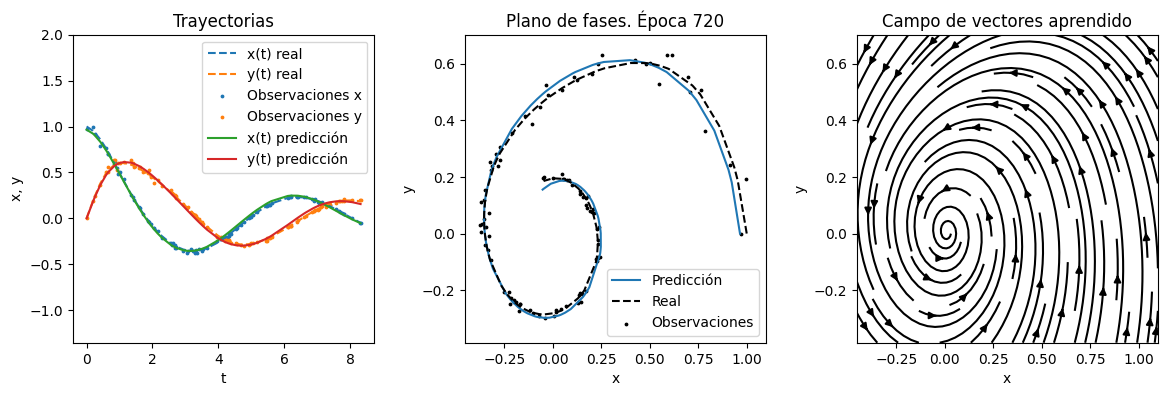 Trayectorias
2.0
1.5
1.0
0.5
0.0
−0.5
−1.0
x, y
0 2 4 6 8
t
x(t) real
y(t) real
Observaciones x
Observaciones y
x(t) predicción
y(t) predicción
Plano de fases. Época 720
0.6
0.4
0.2
0.0
−0.2
y
−0.25 0.00 0.25 0.50 0.75 1.00
x
Predicción
Real
Observaciones
Campo de vectores aprendido
0.6
0.4
0.2
0.0
−0.2
y
−0.25 0.00 0.25 0.50 0.75 1.00
x